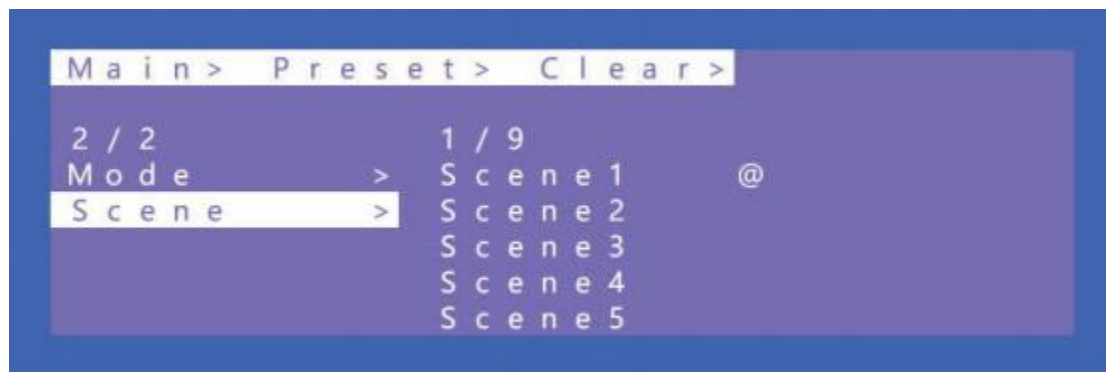 Main> Preset> Clear>
2/2 1/9
Mode > Scene1 @
Scene > Scene2
Scene3
Scene4
Scene5